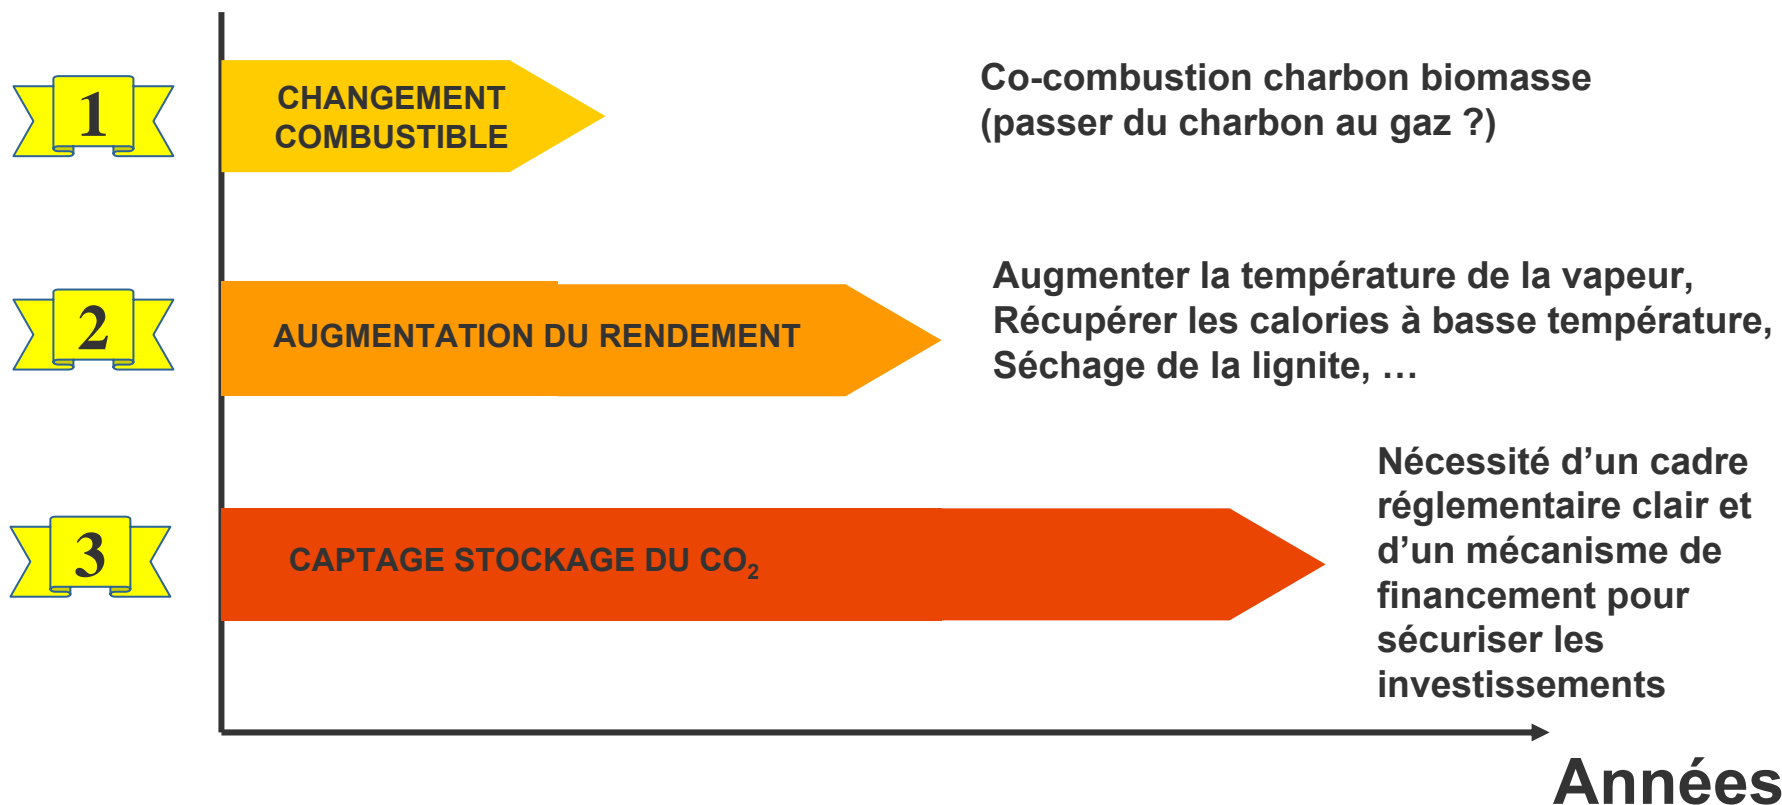 1
CHANGEMENT
COMBUSTIBLE
Co-combustion charbon biomasse
(passer du charbon au gaz ?)
2
AUGMENTATION DU RENDEMENT
Augmenter la température de la vapeur,
Récupérer les calories à basse température,
Séchage de la lignite, …
3
CAPTAGE STOCKAGE DU CO₂
Nécessité d’un cadre
réglementaire clair et
d’un mécanisme de
financement pour
sécuriser les
investissements
Années